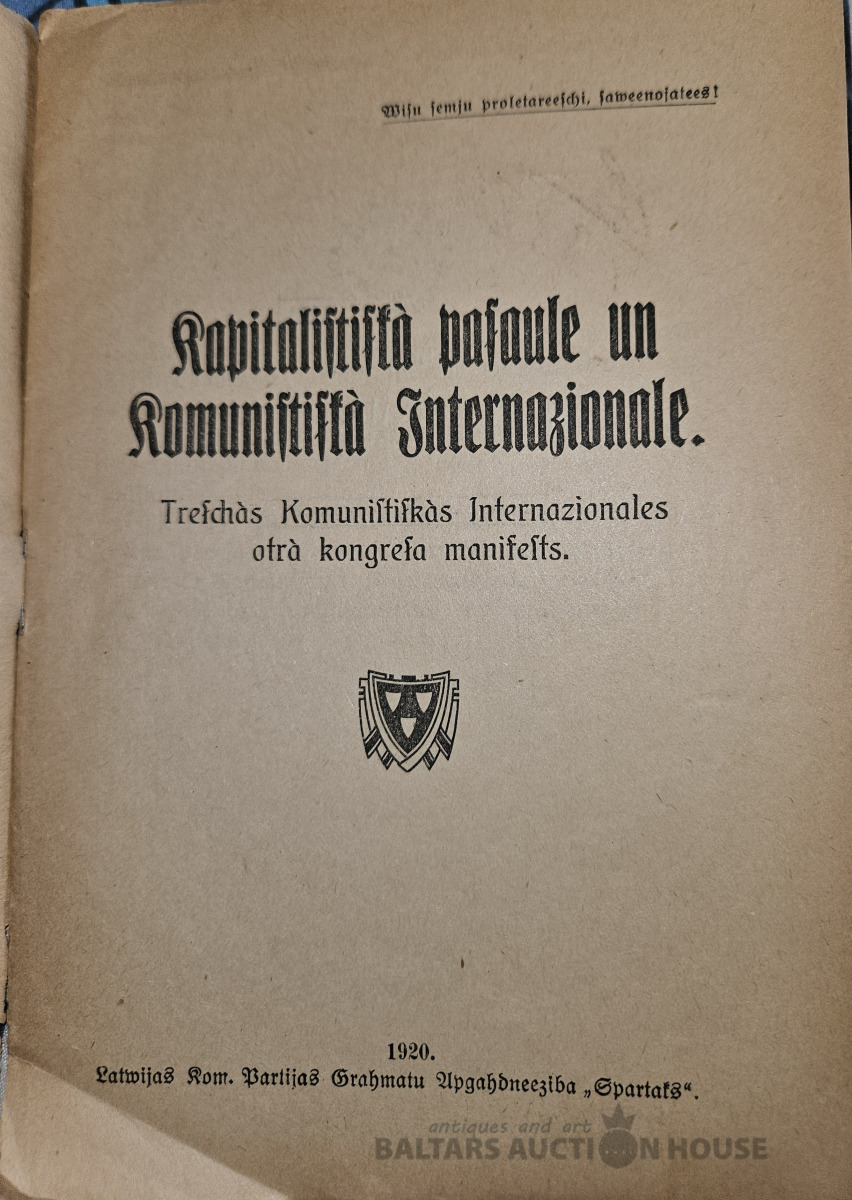 Wiſu ſemju proletareeſchi, ſaweenojatees!
Kapitaliſtiſkà paſaule un
Komuniſtiſkà Internazionale.
Treſchàs Komuniſtiſkàs Internazionales
otrà kongreſa manifeſts.
1920.
Latwijas Kom. Partijas Grahmatu Apgahdneeziba „Spartaks“.
antiques and art
BALTARS AUCTION HOUSE